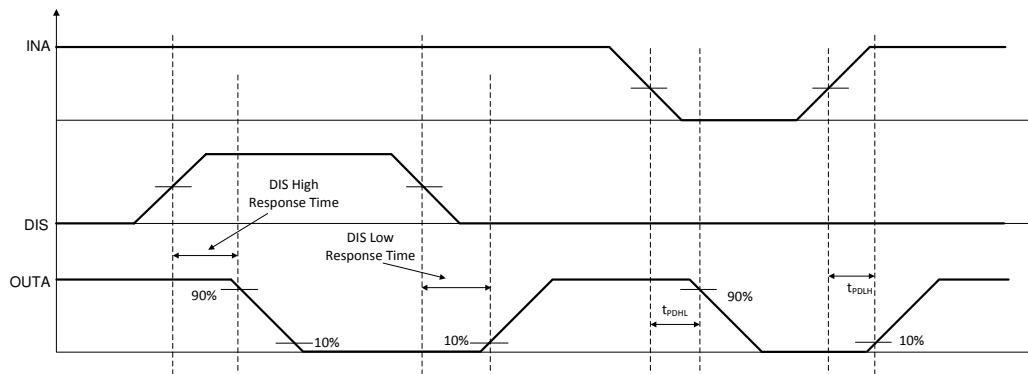 INA
DIS High
Response Time
DIS
DIS Low
Response Time
OUTA
90%
10%
10%
tPDHL
90%
tPDLH
10%